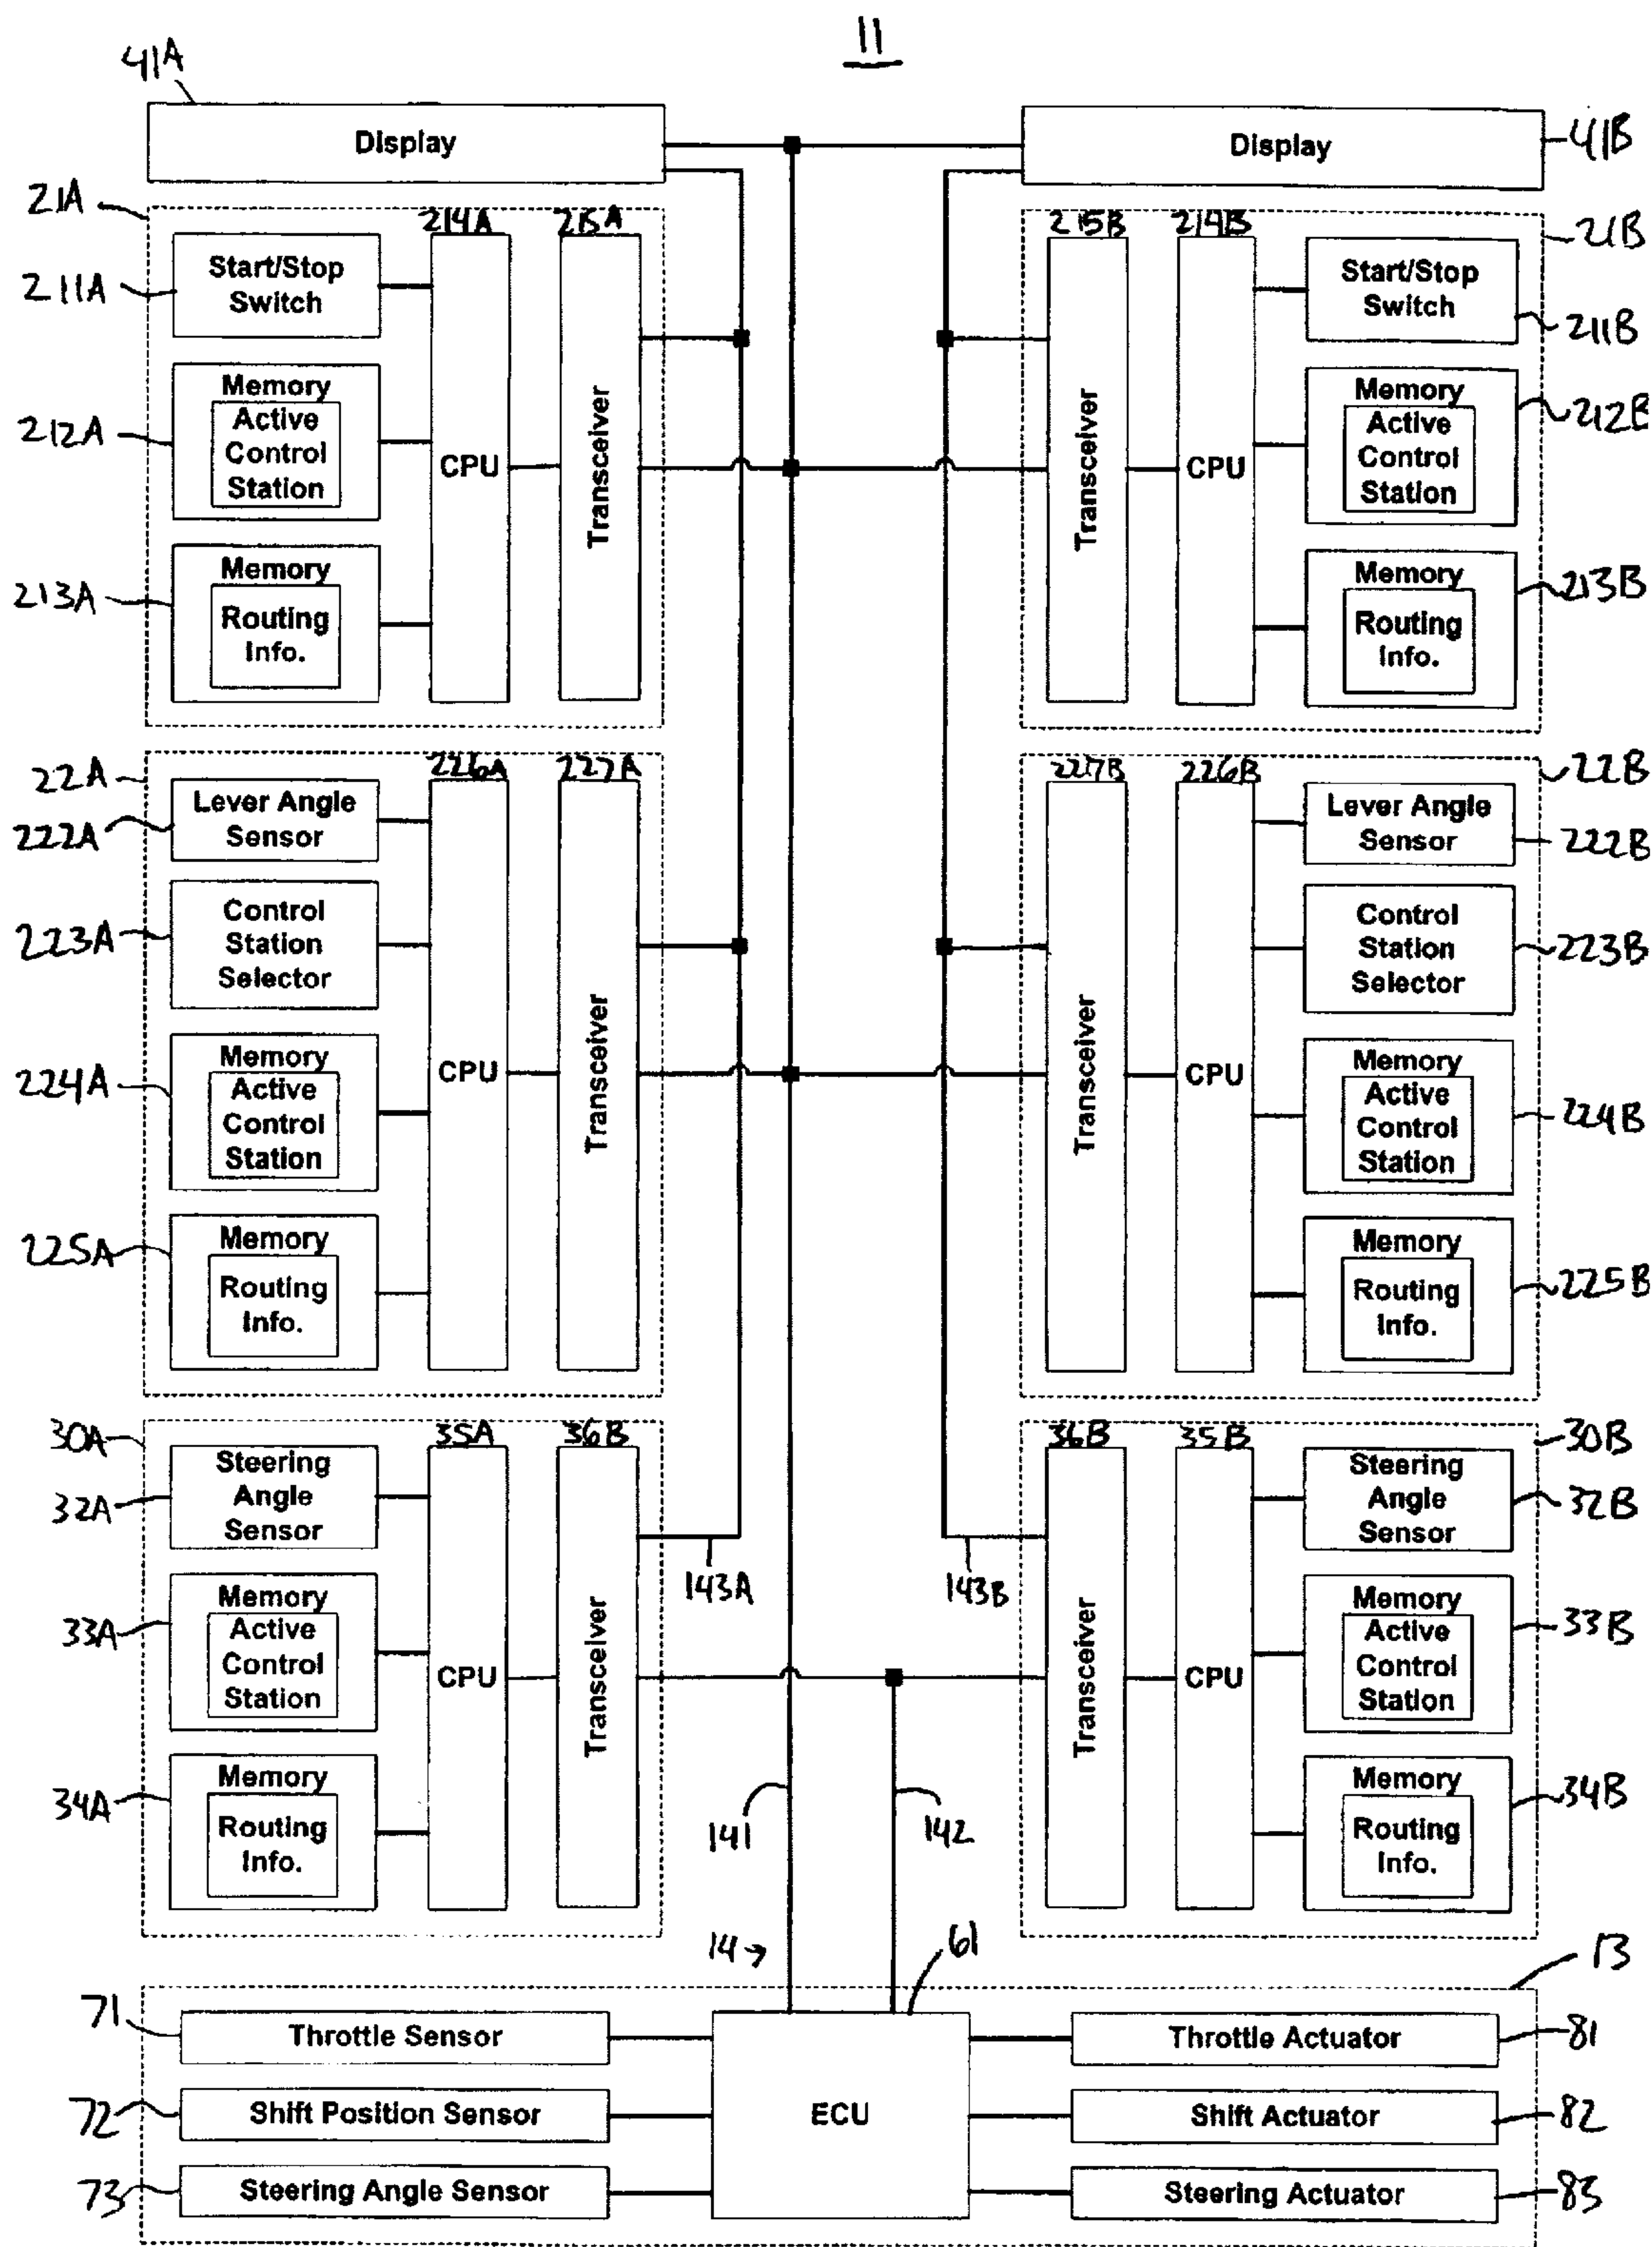 11
41A
Display
Display
41B
21A
214A
215A
215B
214B
21B
211A
Start/Stop
Switch
Start/Stop
Switch
211B
212A
Memory
Active
Control
Station
CPU
Transceiver
Transceiver
CPU
Memory
Active
Control
Station
212B
213A
Memory
Routing
Info.
Memory
Routing
Info.
213B
22A
226A
227A
227B
226B
22B
222A
Lever Angle
Sensor
Lever Angle
Sensor
222B
223A
Control
Station
Selector
Control
Station
Selector
223B
224A
Memory
Active
Control
Station
CPU
Transceiver
Transceiver
CPU
Memory
Active
Control
Station
224B
225A
Memory
Routing
Info.
Memory
Routing
Info.
225B
30A
35A
36B
36B
35B
30B
32A
Steering
Angle
Sensor
Steering
Angle
Sensor
32B
143A
143B
33A
Memory
Active
Control
Station
CPU
Transceiver
Transceiver
CPU
Memory
Active
Control
Station
33B
34A
Memory
Routing
Info.
141
142
Memory
Routing
Info.
34B
14
61
13
71
Throttle Sensor
Throttle Actuator
81
72
Shift Position Sensor
ECU
Shift Actuator
82
73
Steering Angle Sensor
Steering Actuator
83